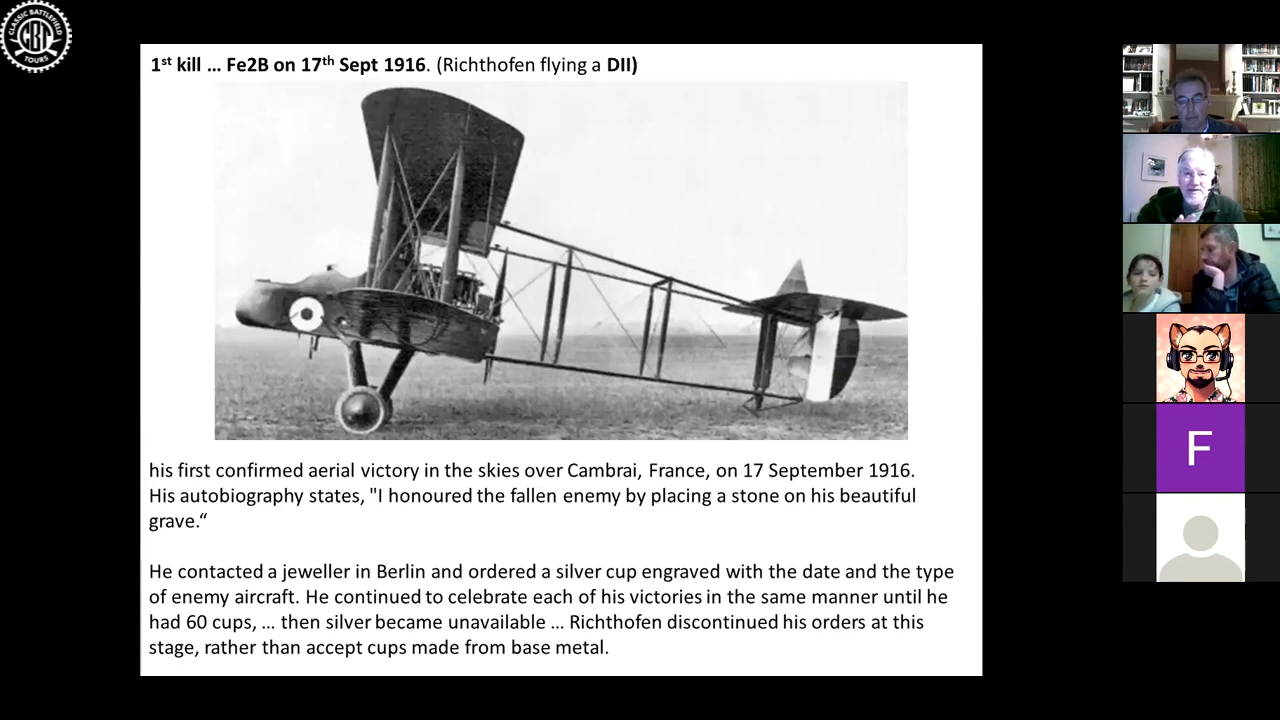 CLASSIC BATTLEFIELD
CBT
TOURS
1st kill … Fe2B on 17th Sept 1916. (Richthofen flying a DII)
his first confirmed aerial victory in the skies over Cambrai, France, on 17 September 1916.
His autobiography states, "I honoured the fallen enemy by placing a stone on his beautiful
grave.“
He contacted a jeweller in Berlin and ordered a silver cup engraved with the date and the type
of enemy aircraft. He continued to celebrate each of his victories in the same manner until he
had 60 cups, … then silver became unavailable … Richthofen discontinued his orders at this
stage, rather than accept cups made from base metal.
F